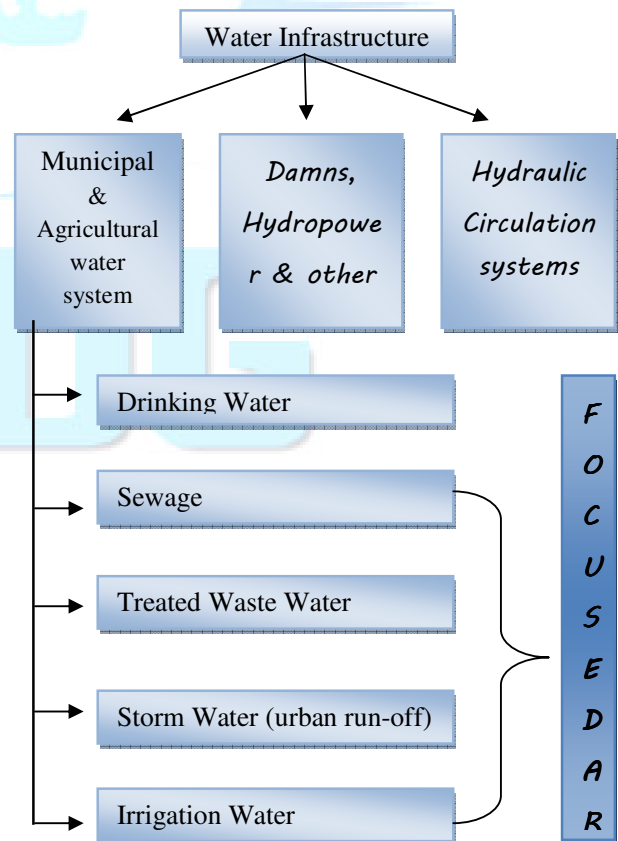 Water Infrastructure
Municipal
&
Agricultural
water
system
Damns,
Hydropowe
r & other
Hydraulic
Circulation
systems
Drinking Water
Sewage
Treated Waste Water
Storm Water (urban run-off)
Irrigation Water
F
O
C
U
S
E
D
A
R